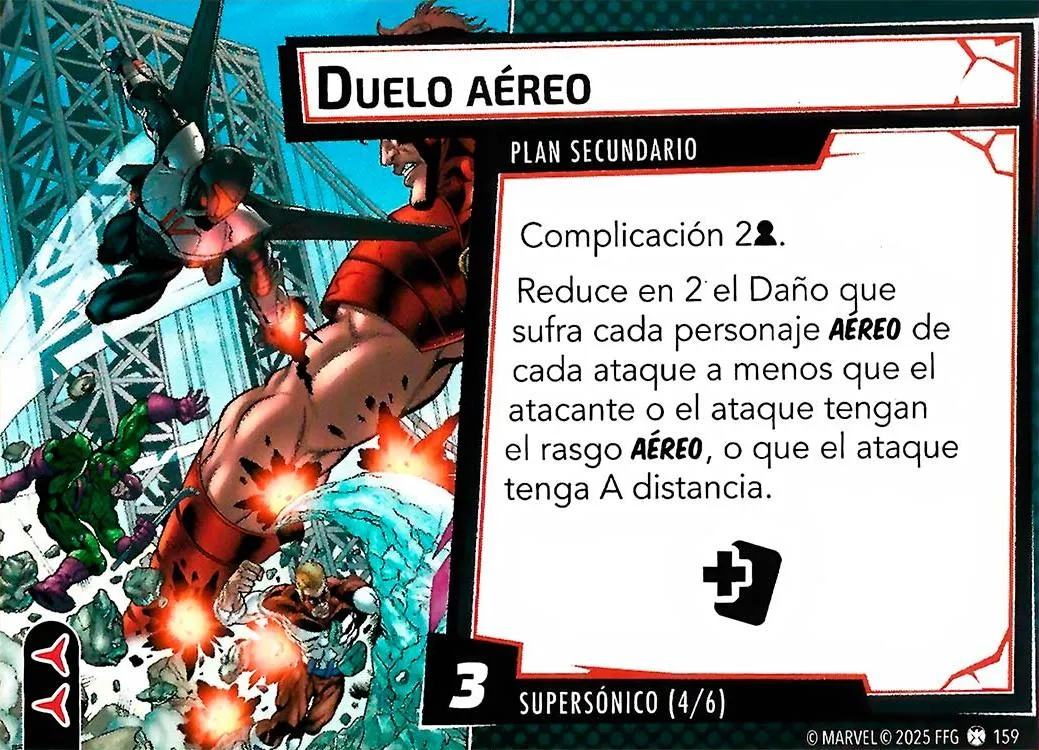 DUELO AÉREO
PLAN SECUNDARIO
Complicación 2.
Reduce en 2 el Daño que
sufra cada personaje AÉREO de
cada ataque a menos que el
atacante o el ataque tengan
el rasgo AÉREO, o que el ataque
tenga A distancia.
3
SUPERSÓNICO (4/6)
© MARVEL © 2025 FFG 159